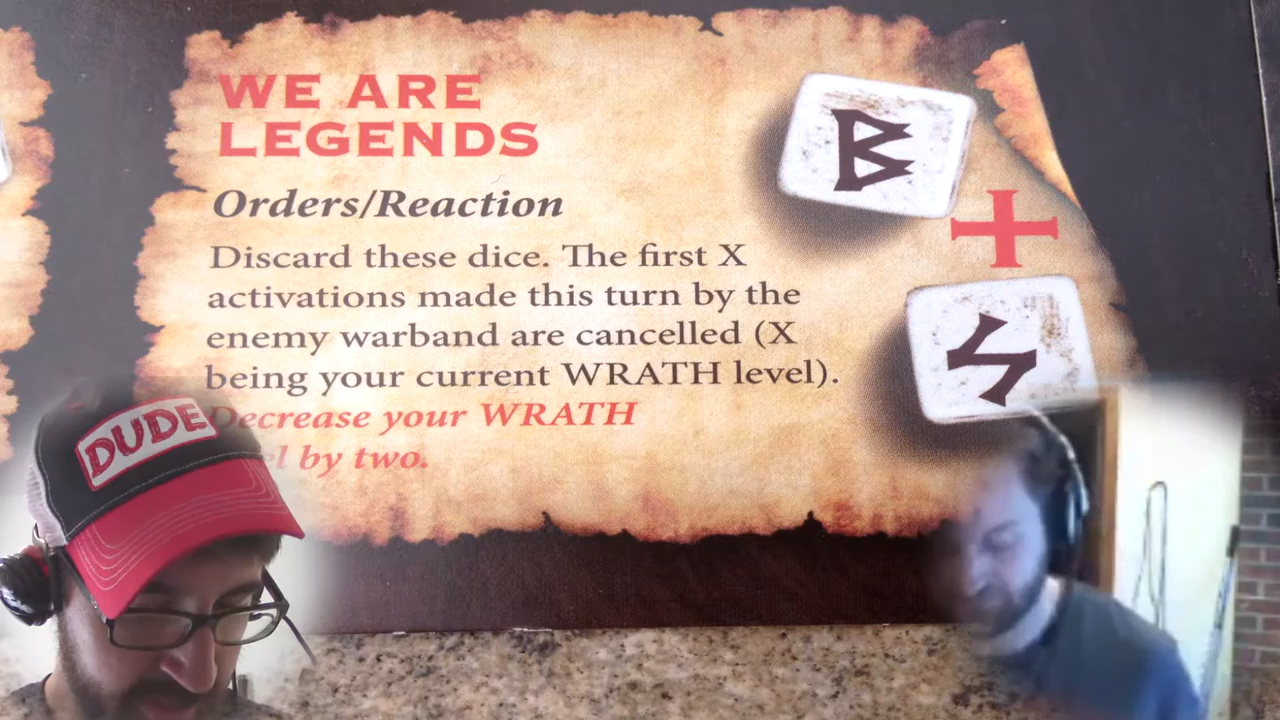 WE ARE
LEGENDS
Orders/Reaction
Discard these dice. The first X
activations made this turn by the
enemy warband are cancelled (X
being your current WRATH level).
Decrease your WRATH
by two.
+
DUDE